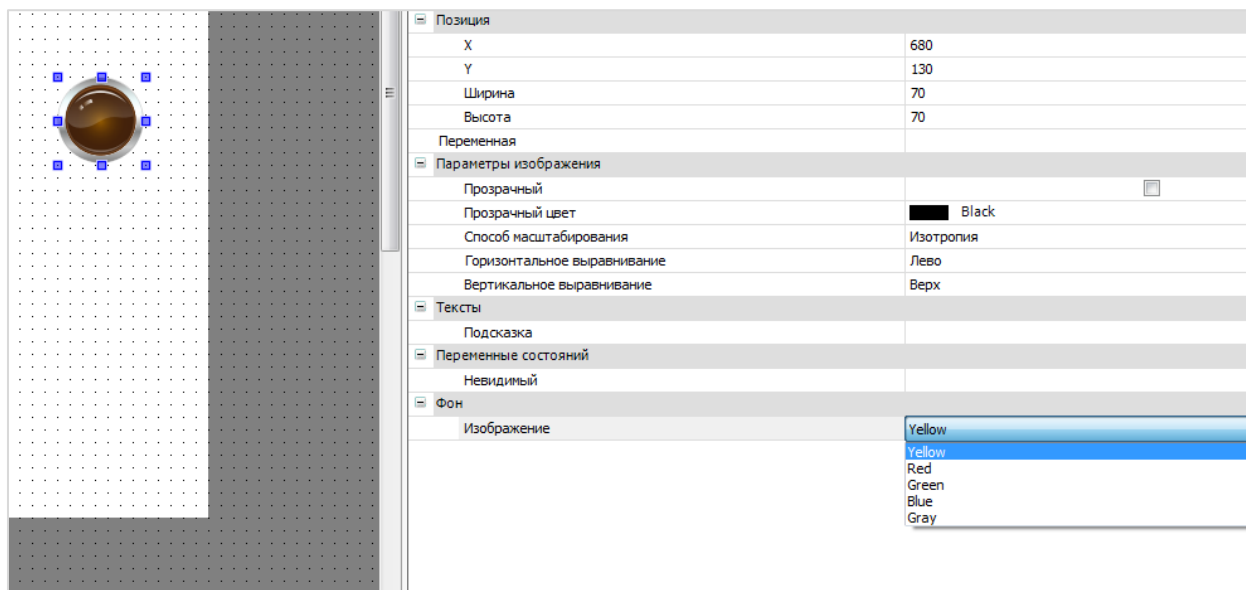 Позиция
X 680
Y 130
Ширина 70
Высота 70
Переменная
Параметры изображения
Прозрачный
Прозрачный цвет Black
Способ масштабирования Изотропия
Горизонтальное выравнивание Лево
Вертикальное выравнивание Верх
Тексты
Подсказка
Переменные состояний
Невидимый
Фон
Изображение Yellow
Yellow
Red
Green
Blue
Gray